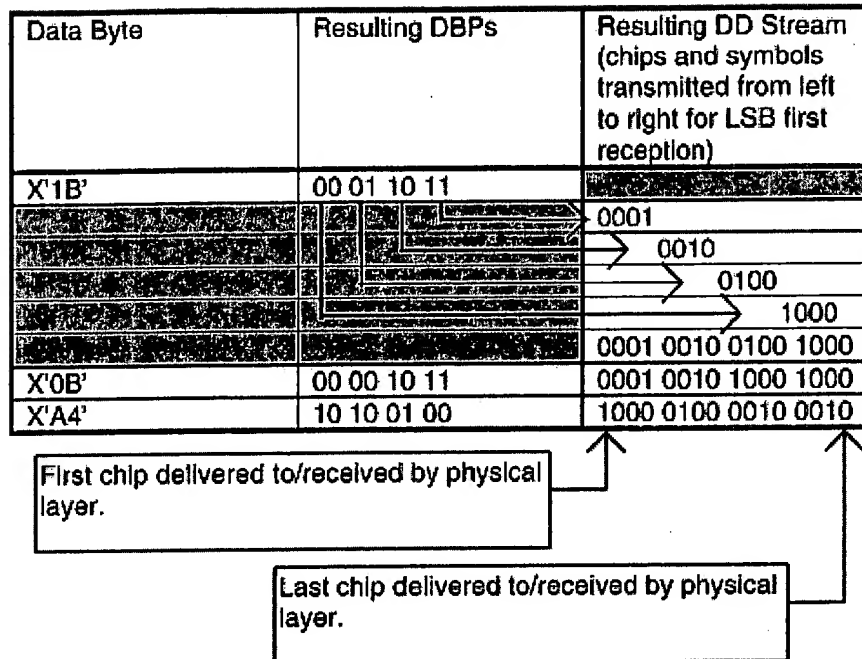 Data Byte
Resulting DBPs
Resulting DD Stream
(chips and symbols
transmitted from left
to right for LSB first
reception)
X'1B'
00 01 10 11
0001
0010
0100
1000
0001 0010 0100 1000
X'0B'
00 00 10 11
0001 0010 1000 1000
X'A4'
10 10 01 00
1000 0100 0010 0010
First chip delivered to/received by physical
layer.
Last chip delivered to/received by physical
layer.